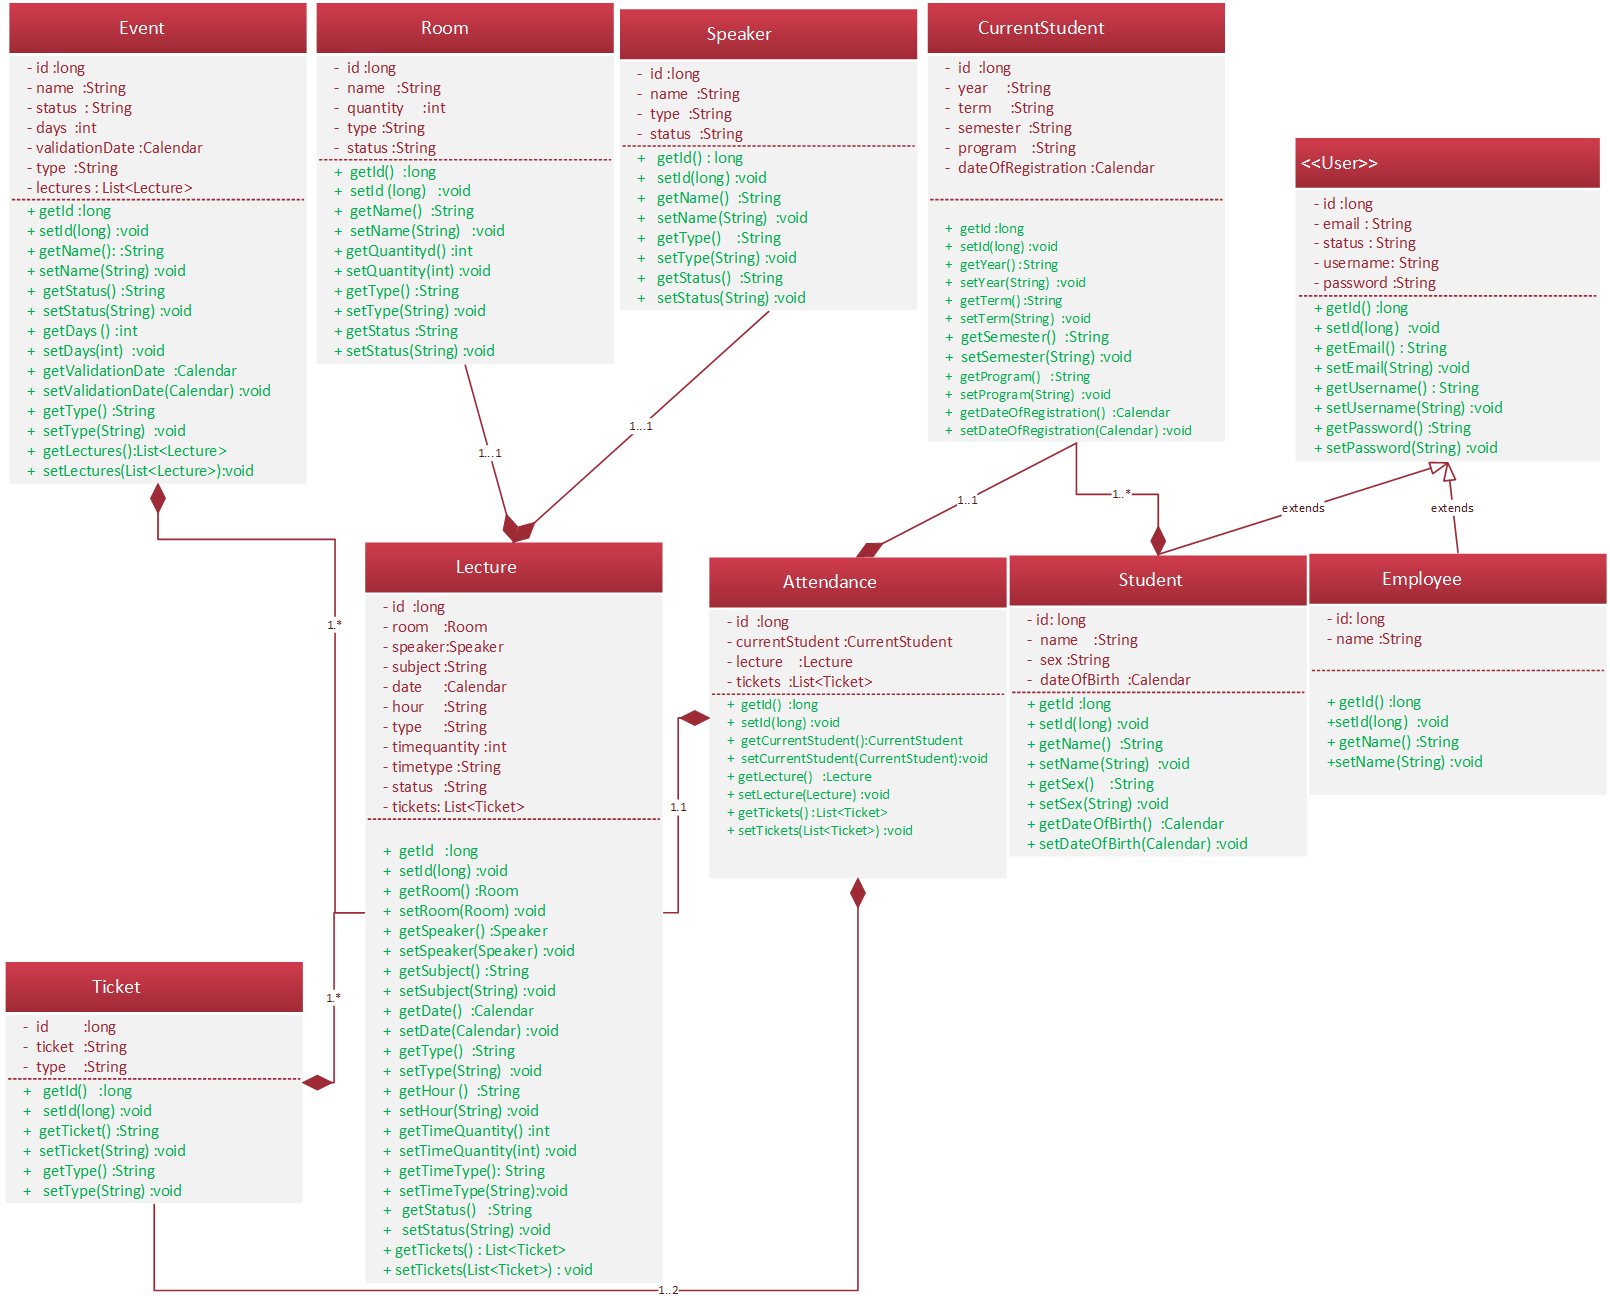 Event
- id :long
- name :String
- status : String
- days :int
- validationDate :Calendar
- type :String
- lectures : List<Lecture>
+ getId :long
+ setId(long) :void
+ getName(): :String
+ setName(String) :void
+ getStatus() :String
+ setStatus(String) :void
+ getDays () :int
+ setDays(int) :void
+ getValidationDate :Calendar
+ setValidationDate(Calendar) :void
+ getType() :String
+ setType(String) :void
+ getLectures():List<Lecture>
+ setLectures(List<Lecture>):void
Room
- id :long
- name :String
- quantity :int
- type :String
- status :String
+ getId() :long
+ setId (long) :void
+ getName() :String
+ setName(String) :void
+ getQuantityd() :int
+ setQuantity(int) :void
+ getType() :String
+ setType(String) :void
+ getStatus :String
+ setStatus(String) :void
Speaker
- id :long
- name :String
- type :String
- status :String
+ getId() : long
+ setId(long) :void
+ getName() :String
+ setName(String) :void
+ getType() :String
+ setType(String) :void
+ getStatus() :String
+ setStatus(String) :void
CurrentStudent
- id :long
- year :String
- term :String
- semester :String
- program :String
- dateOfRegistration :Calendar
+ getId :long
+ setId(long) :void
+ getYear() :String
+ setYear(String) :void
+ getTerm() :String
+ setTerm(String) :void
+ getSemester() :String
+ setSemester(String) :void
+ getProgram() :String
+ setProgram(String) :void
+ getDateOfRegistration() :Calendar
+ setDateOfRegistration(Calendar) :void
<<User>>
- id :long
- email : String
- status : String
- username: String
- password :String
+ getId() :long
+ setId(long) :void
+ getEmail() : String
+ setEmail(String) :void
+ getUsername() : String
+ setUsername(String) :void
+ getPassword() :String
+ setPassword(String) :void
1...1
1...1
1..1
1..*
extends
extends
1.*
1.1
1.*
1..2
Lecture
- id :long
- room :Room
- speaker:Speaker
- subject :String
- date :Calendar
- hour :String
- type :String
- timequantity :int
- timetype :String
- status :String
- tickets: List<Ticket>
+ getId :long
+ setId(long) :void
+ getRoom() :Room
+ setRoom(Room) :void
+ getSpeaker() :Speaker
+ setSpeaker(Speaker) :void
+ getSubject() :String
+ setSubject(String) :void
+ getDate() :Calendar
+ setDate(Calendar) :void
+ getType() :String
+ setType(String) :void
+ getHour () :String
+ setHour(String) :void
+ getTimeQuantity() :int
+ setTimeQuantity(int) :void
+ getTimeType(): String
+ setTimeType(String):void
+ getStatus() :String
+ setStatus(String) :void
+ getTickets() : List<Ticket>
+ setTickets(List<Ticket>) : void
Attendance
- id :long
- currentStudent :CurrentStudent
- lecture :Lecture
- tickets :List<Ticket>
+ getId() :long
+ setId(long) :void
+ getCurrentStudent():CurrentStudent
+ setCurrentStudent(CurrentStudent):void
+ getLecture() :Lecture
+ setLecture(Lecture) :void
+ getTickets() : List<Ticket>
+ setTickets(List<Ticket>) :void
Student
- id: long
- name :String
- sex :String
- dateOfBirth :Calendar
+ getId :long
+ setId(long) :void
+ getName() :String
+ setName(String) :void
+ getSex() :String
+ setSex(String) :void
+ getDateOfBirth() :Calendar
+ setDateOfBirth(Calendar) :void
Employee
- id: long
- name :String
+ getId() :long
+setId(long) :void
+ getName() :String
+setName(String) :void
Ticket
- id :long
- ticket :String
- type :String
+ getId() :long
+ setId(long) :void
+ getTicket() :String
+ setTicket(String) :void
+ getType() :String
+ setType(String) :void